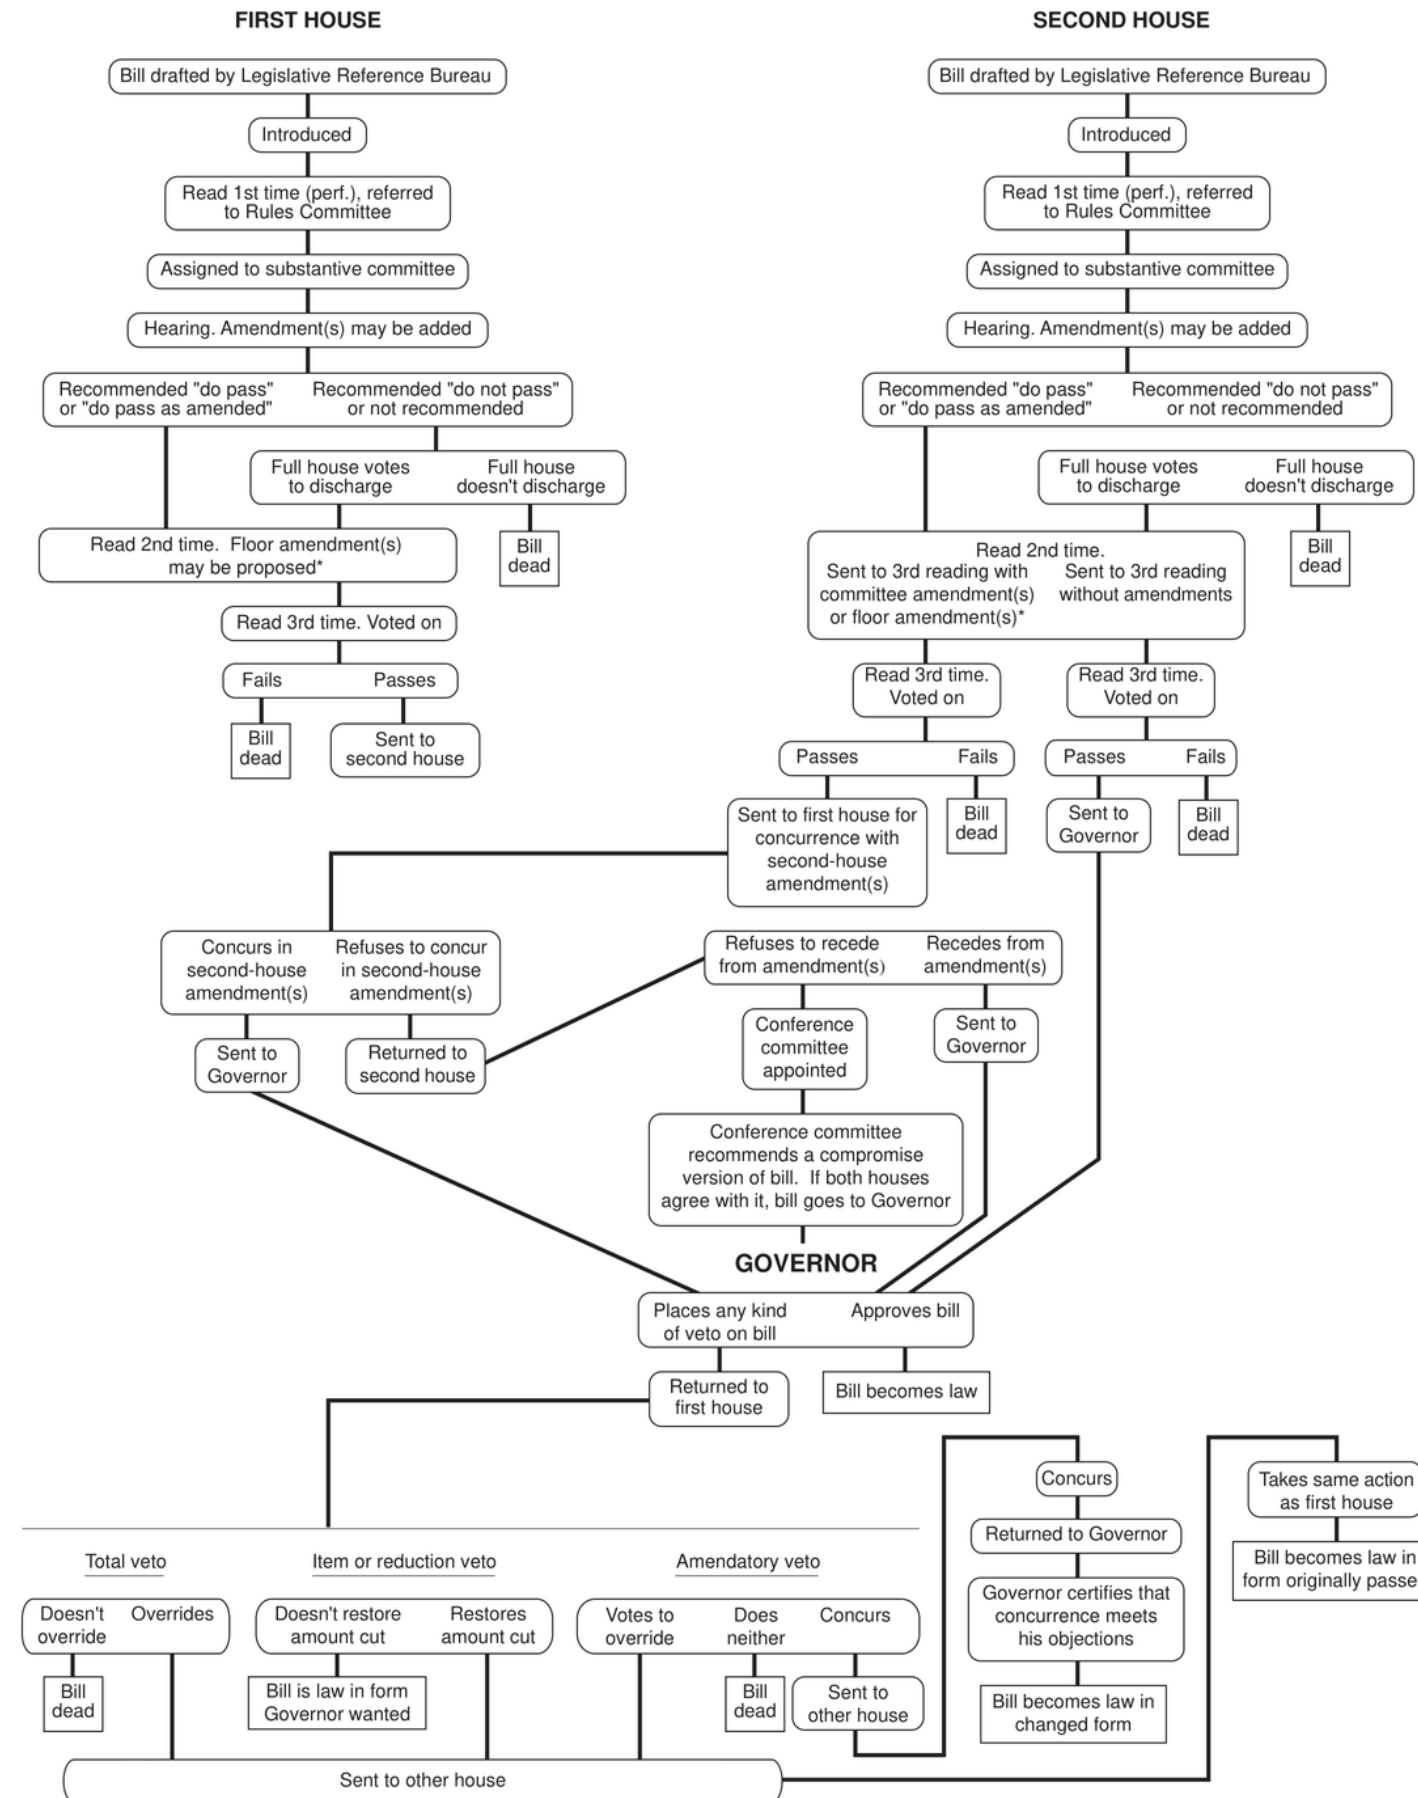 FIRST HOUSE
Bill drafted by Legislative Reference Bureau
Introduced
Read 1st time (perf.), referred
to Rules Committee
Assigned to substantive committee
Hearing. Amendment(s) may be added
Recommended "do pass"
or "do pass as amended"
Recommended "do not pass"
or not recommended
Full house votes
to discharge
Full house
doesn't discharge
Bill
dead
Read 2nd time. Floor amendment(s)
may be proposed*
Read 3rd time. Voted on
Fails
Passes
Bill
dead
Sent to
second house
SECOND HOUSE
Bill drafted by Legislative Reference Bureau
Introduced
Read 1st time (perf.), referred
to Rules Committee
Assigned to substantive committee
Hearing. Amendment(s) may be added
Recommended "do pass"
or "do pass as amended"
Recommended "do not pass"
or not recommended
Full house votes
to discharge
Full house
doesn't discharge
Bill
dead
Read 2nd time.
Sent to 3rd reading with
committee amendment(s)
or floor amendment(s)*
Sent to 3rd reading
without amendments
Read 3rd time.
Voted on
Read 3rd time.
Voted on
Passes
Fails
Passes
Fails
Sent to first house for
concurrence with
second-house
amendment(s)
Bill
dead
Sent to
Governor
Bill
dead
Concurs in
second-house
amendment(s)
Refuses to concur
in second-house
amendment(s)
Sent to
Governor
Returned to
second house
Refuses to recede
from amendment(s)
Recedes from
amendment(s)
Conference
committee
appointed
Sent to
Governor
Conference committee
recommends a compromise
version of bill. If both houses
agree with it, bill goes to Governor
GOVERNOR
Places any kind
of veto on bill
Approves bill
Returned to
first house
Bill becomes law
Total veto
Doesn't
override
Overrides
Bill
dead
Item or reduction veto
Doesn't restore
amount cut
Restores
amount cut
Bill is law in form
Governor wanted
Amendatory veto
Votes to
override
Does
neither
Concurs
Bill
dead
Sent to
other house
Sent to other house
Concurs
Returned to Governor
Governor certifies that
concurrence meets
his objections
Bill becomes law in
changed form
Takes same action
as first house
Bill becomes law in
form originally passe